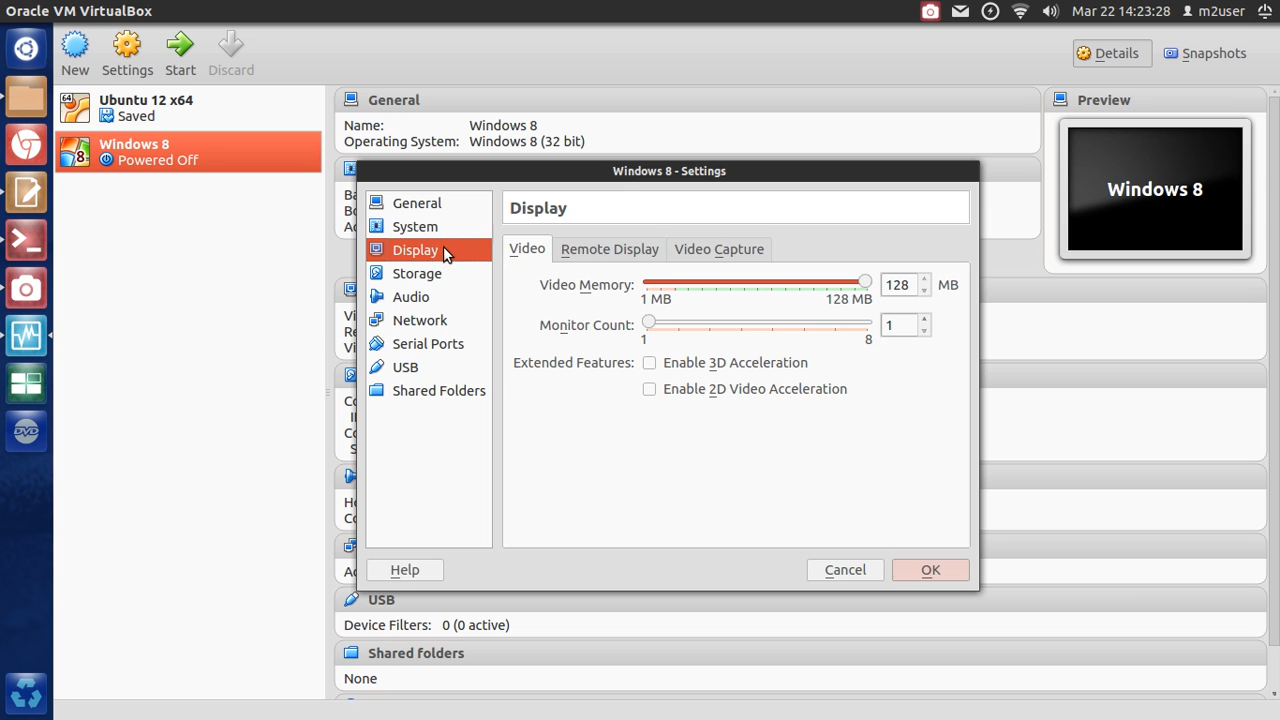 Oracle VM VirtualBox
Mar 22 14:23:28
m2user
New
Settings
Start
Discard
Details
Snapshots
64
Ubuntu 12 x64
Saved
8
Windows 8
Powered Off
General
Name: Windows 8
Operating System: Windows 8 (32 bit)
Preview
Windows 8
Windows 8 - Settings
General
System
Display
Storage
Audio
Network
Serial Ports
USB
Shared Folders
Display
Video
Remote Display
Video Capture
Video Memory: 128 MB
1 MB 128 MB
Monitor Count: 1
1 8
Extended Features: Enable 3D Acceleration
Enable 2D Video Acceleration
Help
Cancel
OK
USB
Device Filters: 0 (0 active)
Shared folders
None
DVD